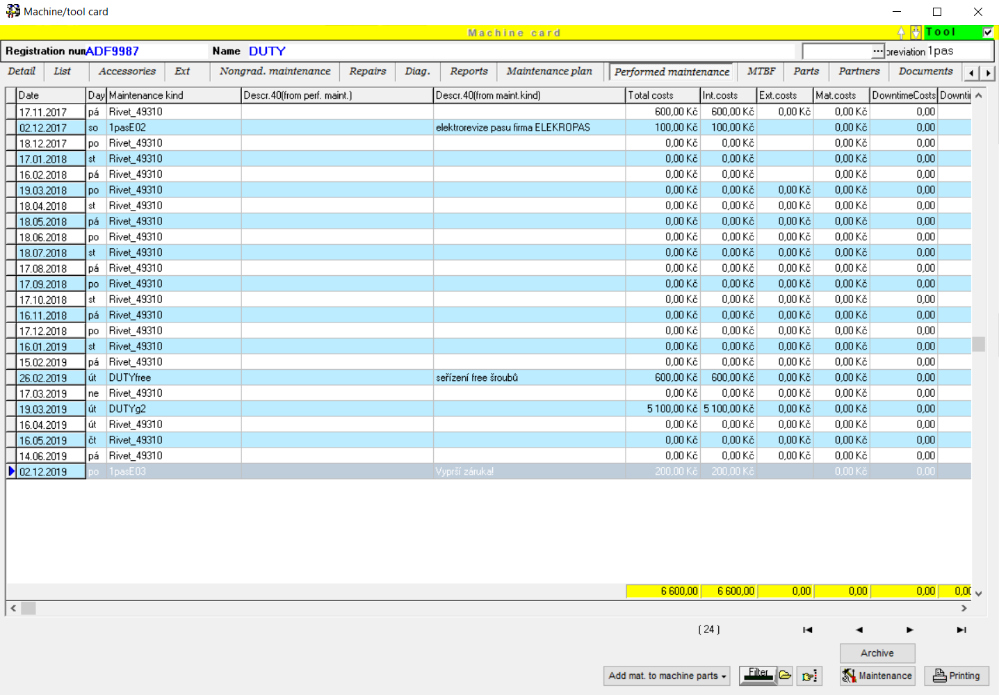 Machine/tool card
Machine card
Tool
Registration num ADF9987 Name DUTY ... breviation 1pas
Detail List Accessories Ext Nongrad. maintenance Repairs Diag. Reports Maintenance plan Performed maintenance MTBF Parts Partners Documents
Date Day Maintenance kind Descr.40(from perf. maint.) Descr.40(from maint.kind) Total costs Int.costs Ext.costs Mat.costs DowntimeCosts Downti
17.11.2017 pá Rivet_49310 600,00 Kč 600,00 Kč 0,00 Kč 0,00 Kč 0,00
02.12.2017 so 1pasE02 elektrorevize pasu firma ELEKROPAS 100,00 Kč 100,00 Kč 0,00 Kč 0,00
18.12.2017 po Rivet_49310 0,00 Kč 0,00 Kč 0,00 Kč 0,00
17.01.2018 st Rivet_49310 0,00 Kč 0,00 Kč 0,00 Kč 0,00
16.02.2018 pá Rivet_49310 0,00 Kč 0,00 Kč 0,00 Kč 0,00
19.03.2018 po Rivet_49310 0,00 Kč 0,00 Kč 0,00 Kč 0,00 Kč 0,00
18.04.2018 st Rivet_49310 0,00 Kč 0,00 Kč 0,00 Kč 0,00 Kč 0,00
18.05.2018 pá Rivet_49310 0,00 Kč 0,00 Kč 0,00 Kč 0,00 Kč 0,00
18.06.2018 po Rivet_49310 0,00 Kč 0,00 Kč 0,00 Kč 0,00 Kč 0,00
18.07.2018 st Rivet_49310 0,00 Kč 0,00 Kč 0,00 Kč 0,00 Kč 0,00
17.08.2018 pá Rivet_49310 0,00 Kč 0,00 Kč 0,00 Kč 0,00 Kč 0,00
17.09.2018 po Rivet_49310 0,00 Kč 0,00 Kč 0,00 Kč 0,00 Kč 0,00
17.10.2018 st Rivet_49310 0,00 Kč 0,00 Kč 0,00 Kč 0,00 Kč 0,00
16.11.2018 pá Rivet_49310 0,00 Kč 0,00 Kč 0,00 Kč 0,00 Kč 0,00
17.12.2018 po Rivet_49310 0,00 Kč 0,00 Kč 0,00 Kč 0,00 Kč 0,00
16.01.2019 st Rivet_49310 0,00 Kč 0,00 Kč 0,00 Kč 0,00 Kč 0,00
15.02.2019 pá Rivet_49310 0,00 Kč 0,00 Kč 0,00 Kč 0,00 Kč 0,00
26.02.2019 út DUTYfree seřízení free šroubů 600,00 Kč 600,00 Kč 0,00 Kč 0,00 Kč 0,00
17.03.2019 ne Rivet_49310 0,00 Kč 0,00 Kč 0,00 Kč 0,00 Kč 0,00
19.03.2019 út DUTYg2 5 100,00 Kč 5 100,00 Kč 0,00 Kč 0,00 Kč 0,00
16.04.2019 út Rivet_49310 0,00 Kč 0,00 Kč 0,00 Kč 0,00 Kč 0,00
16.05.2019 čt Rivet_49310 0,00 Kč 0,00 Kč 0,00 Kč 0,00 Kč 0,00
14.06.2019 pá Rivet_49310 0,00 Kč 0,00 Kč 0,00 Kč 0,00 Kč 0,00
02.12.2019 po 1pasE03 Vyprší záruka! 200,00 Kč 200,00 Kč 0,00 Kč 0,00
6 600,00 6 600,00 0,00 0,00 0,00 0,00
( 24 )
Archive
Add mat. to machine parts Filter Maintenance Printing